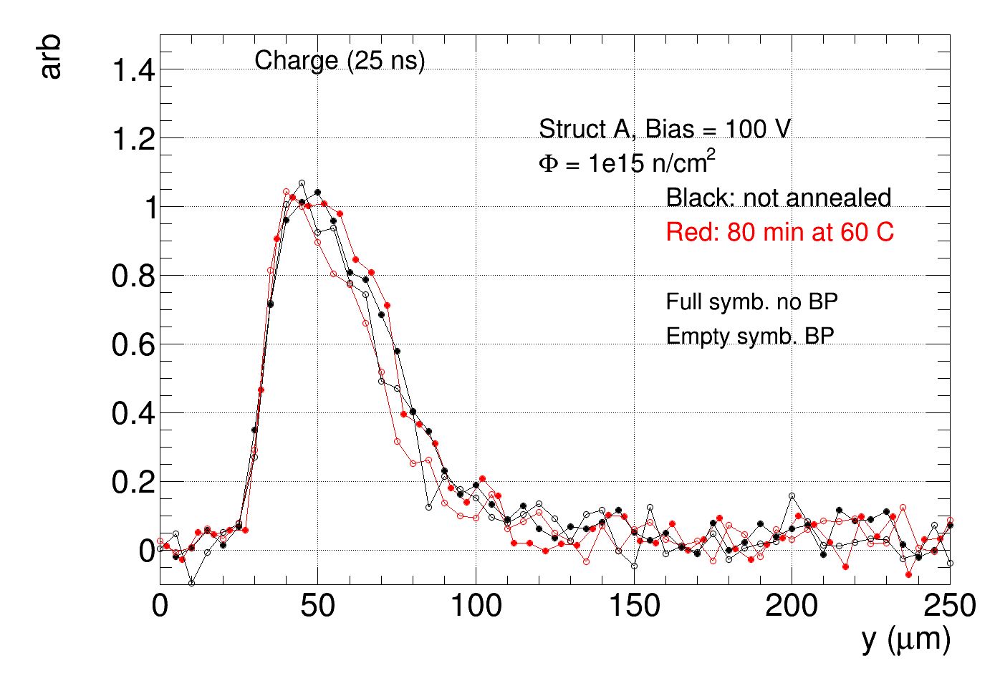 arb
Charge (25 ns)
1.4
1.2
1
0.8
0.6
0.4
0.2
0
Struct A, Bias = 100 V
Φ = 1e15 n/cm²
Black: not annealed
Red: 80 min at 60 C
Full symb. no BP
Empty symb. BP
0 50 100 150 200 250
y (μm)